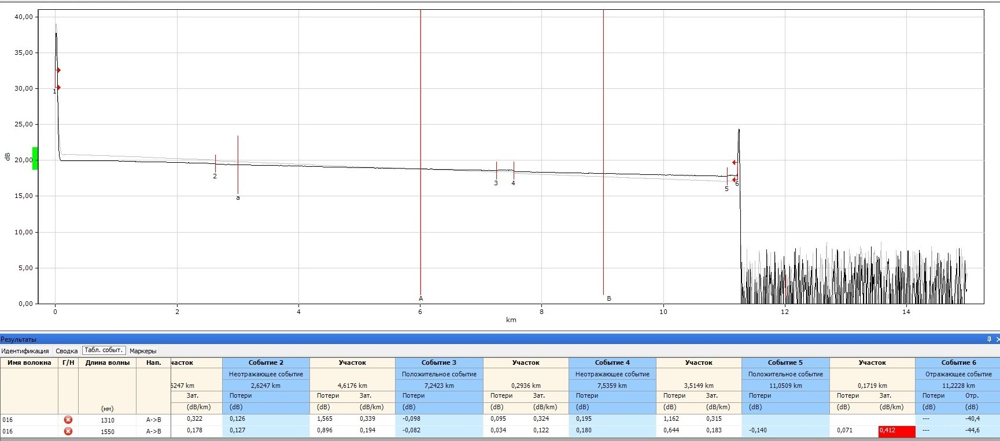 40,00
35,00
30,00
1
25,00
dB
20,00
2
3
4
5
6
a
15,00
10,00
5,00
0,00
A
B
0
2
4
6
8
10
12
14
km
Результаты
Идентификация Сводка Табл. событ. Маркеры
Имя волокна Г/Н Длина волны Нап. часток Событие 2 Участок Событие 3 Участок Событие 4 Участок Событие 5 Участок Событие 6
Неотражающее событие Положительное событие Неотражающее событие Положительное событие Отражающее событие
6247 km 2,6247 km 4,6176 km 7,2423 km 0,2936 km 7,5359 km 3,5149 km 11,0509 km 0,1719 km 11,2228 km
Зат. Потери Потери Зат. Потери Потери Зат. Потери Потери Зат. Потери Потери Зат. Потери Отр.
(нм) (dB/km) (dB) (dB) (dB/km) (dB) (dB) (dB/km) (dB) (dB) (dB/km) (dB) (dB) (dB/km) (dB) (dB)
016 1310 A->B 0,322 0,126 1,565 0,339 -0,098 0,095 0,324 0,195 1,162 0,315 --- -40,4
016 1550 A->B 0,178 0,127 0,896 0,194 -0,082 0,034 0,122 0,180 0,644 0,183 -0,140 0,071 0,412 --- -44,6